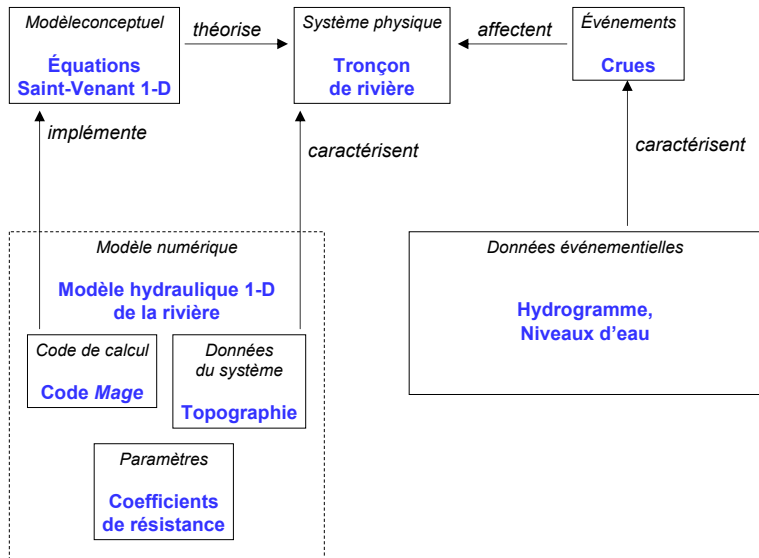 Modèleconceptuel
Équations
Saint-Venant 1-D
théorise
Système physique
Tronçon
de rivière
affectent
Événements
Crues
implémente
caractérisent
caractérisent
Modèle numérique
Modèle hydraulique 1-D
de la rivière
Code de calcul
Code Mage
Données
du système
Topographie
Paramètres
Coefficients
de résistance
Données événementielles
Hydrogramme,
Niveaux d’eau